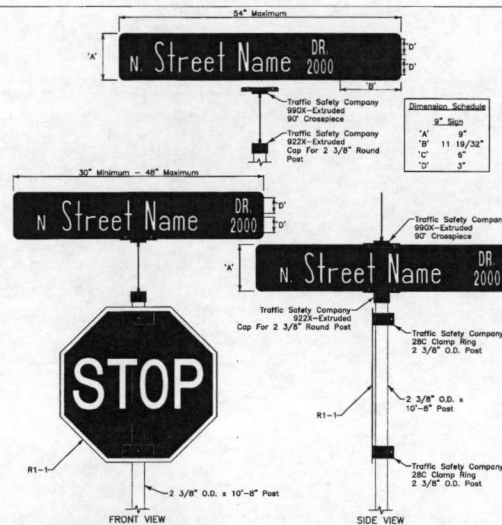 54" Maximum
'A'
N. Street Name DR. 2000
'D'
'D'
'B'
Traffic Safety Company
990X-Extruded
90° Crosspiece
Traffic Safety Company
922X-Extruded
Cap For 2 3/8" Round
Post
Dimension Schedule
9" Sign
'A' 9"
'B' 11 19/32"
'C' 6"
'D' 3"
30" Minimum - 48" Maximum
N Street Name DR. 2000
'D'
'D'
Traffic Safety Company
990X-Extruded
90° Crosspiece
'A'
N. Street Name DR. 2000
Traffic Safety Company
922X-Extruded
Cap For 2 3/8" Round Post
Traffic Safety Company
28C Clamp Ring
2 3/8" O.D. Post
STOP
2 3/8" O.D. x
10'-8" Post
R1-1
R1-1
Traffic Safety Company
28C Clamp Ring
2 3/8" O.D. Post
2 3/8" O.D. x 10'-8" Post
FRONT VIEW
SIDE VIEW